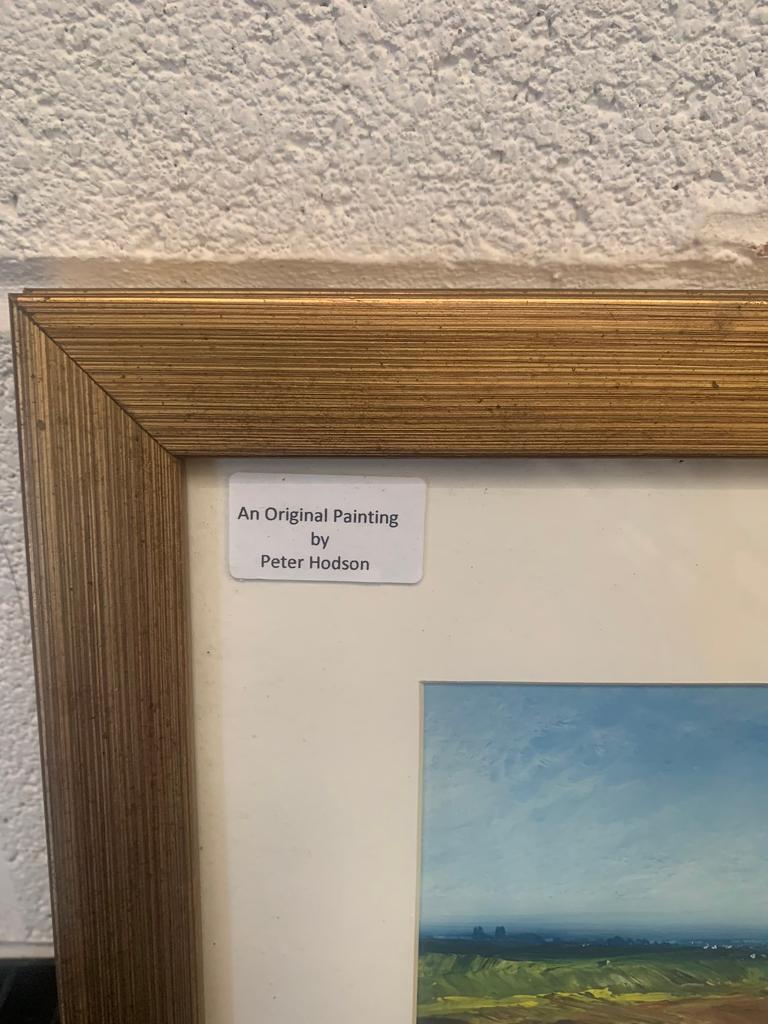 An Original Painting
by
Peter Hodson